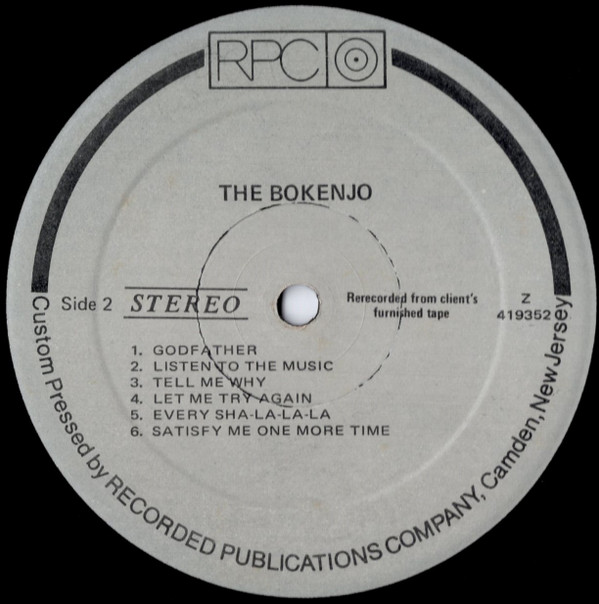 RPC
THE BOKENJO
Side 2
STEREO
Rerecorded from client's
furnished tape
Z
419352
1. GODFATHER
2. LISTEN TO THE MUSIC
3. TELL ME WHY
4. LET ME TRY AGAIN
5. EVERY SHA-LA-LA-LA
6. SATISFY ME ONE MORE TIME
Custom Pressed by RECORDED PUBLICATIONS COMPANY, Camden, New Jersey